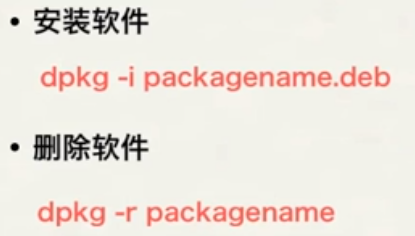 • 安装软件
dpkg -i packagename.deb
• 删除软件
dpkg -r packagename